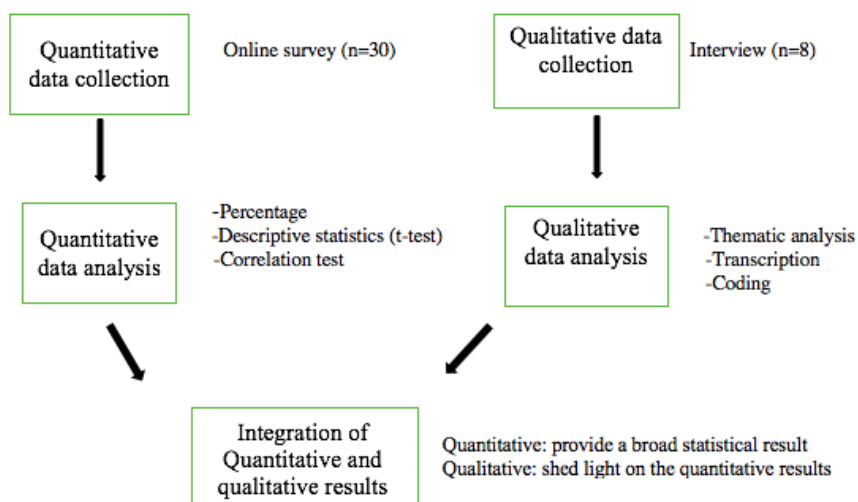 Quantitative
data collection
Online survey (n=30)
Qualitative data
collection
Interview (n=8)
Quantitative
data analysis
-Percentage
-Descriptive statistics (t-test)
-Correlation test
Qualitative
data analysis
-Thematic analysis
-Transcription
-Coding
Integration of
Quantitative and
qualitative results
Quantitative: provide a broad statistical result
Qualitative: shed light on the quantitative results